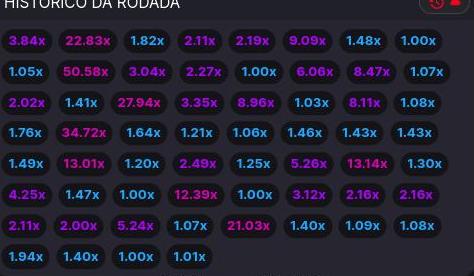 HISTÓRICO DA RODADA
3.84x 22.83x 1.82x 2.11x 2.19x 9.09x 1.48x 1.00x
1.05x 50.58x 3.04x 2.27x 1.00x 6.06x 8.47x 1.07x
2.02x 1.41x 27.94x 3.35x 8.96x 1.03x 8.11x 1.08x
1.76x 34.72x 1.64x 1.21x 1.06x 1.46x 1.43x 1.43x
1.49x 13.01x 1.20x 2.49x 1.25x 5.26x 13.14x 1.30x
4.25x 1.47x 1.00x 12.39x 1.00x 3.12x 2.16x 2.16x
2.11x 2.00x 5.24x 1.07x 21.03x 1.40x 1.09x 1.08x
1.94x 1.40x 1.00x 1.01x